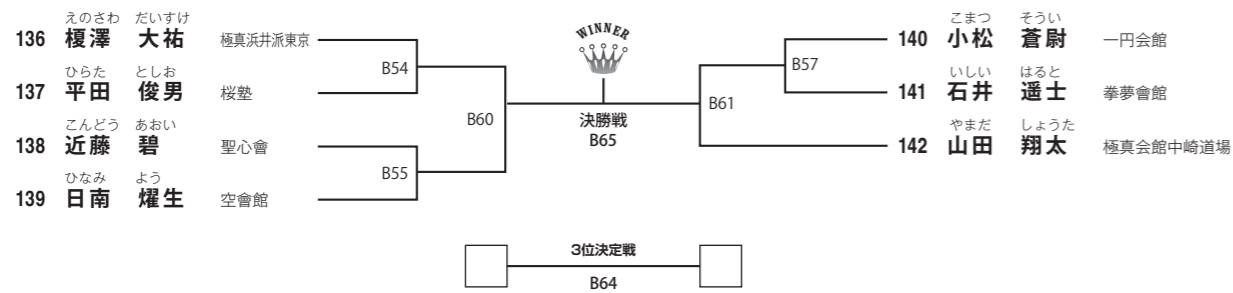 えのさわ だいすけ
136 榎澤 大祐 極真浜井派東京
ひらた としお
137 平田 俊男 桜塾
こんどう あおい
138 近藤 碧 聖心會
ひなみ よう
139 日南 燿生 空會館
B54
B55
B60
WINNER
決勝戦
B65
B61
B57
こまつ そうい
140 小松 蒼尉 一円会館
いしい はると
141 石井 遥士 拳夢會館
やまだ しょうた
142 山田 翔太 極真会館中崎道場
3位決定戦
B64